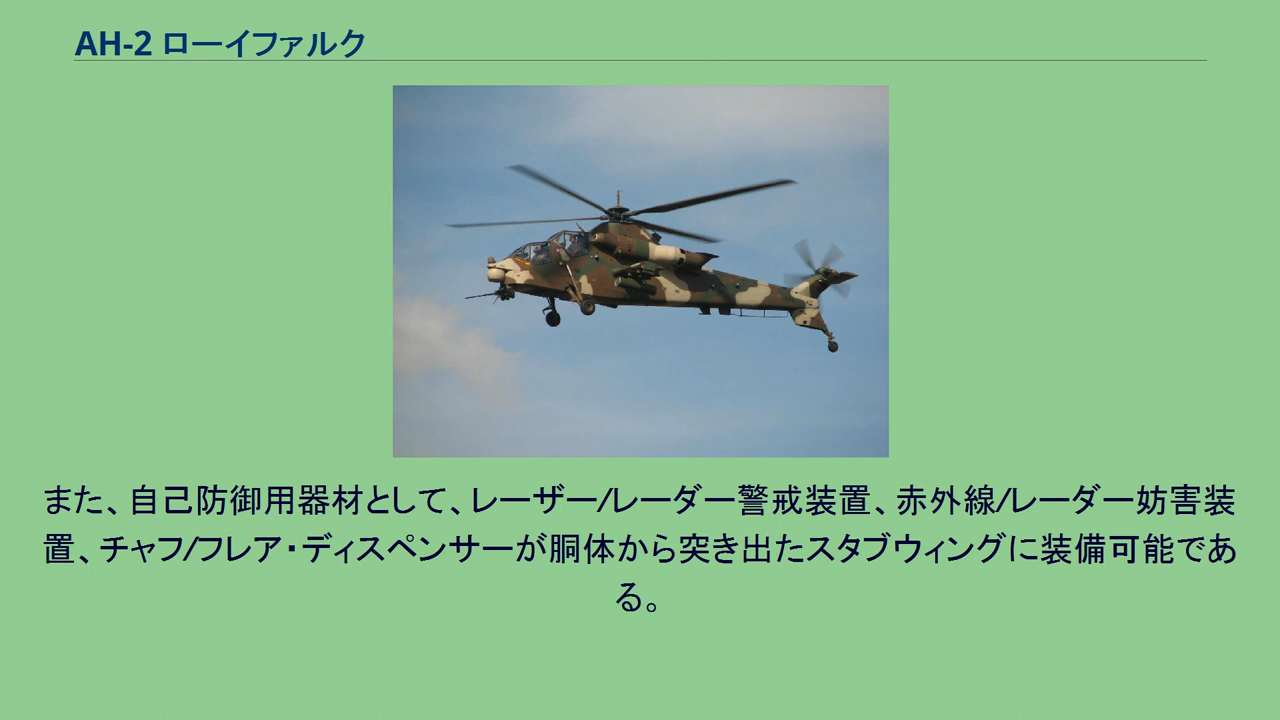 AH-2 ローイファルク
また、自己防御用器材として、レーザー/レーダー警戒装置、赤外線/レーダー妨害装
置、チャフ/フレア・ディスペンサーが胴体から突き出たスタブウィングに装備可能であ
る。